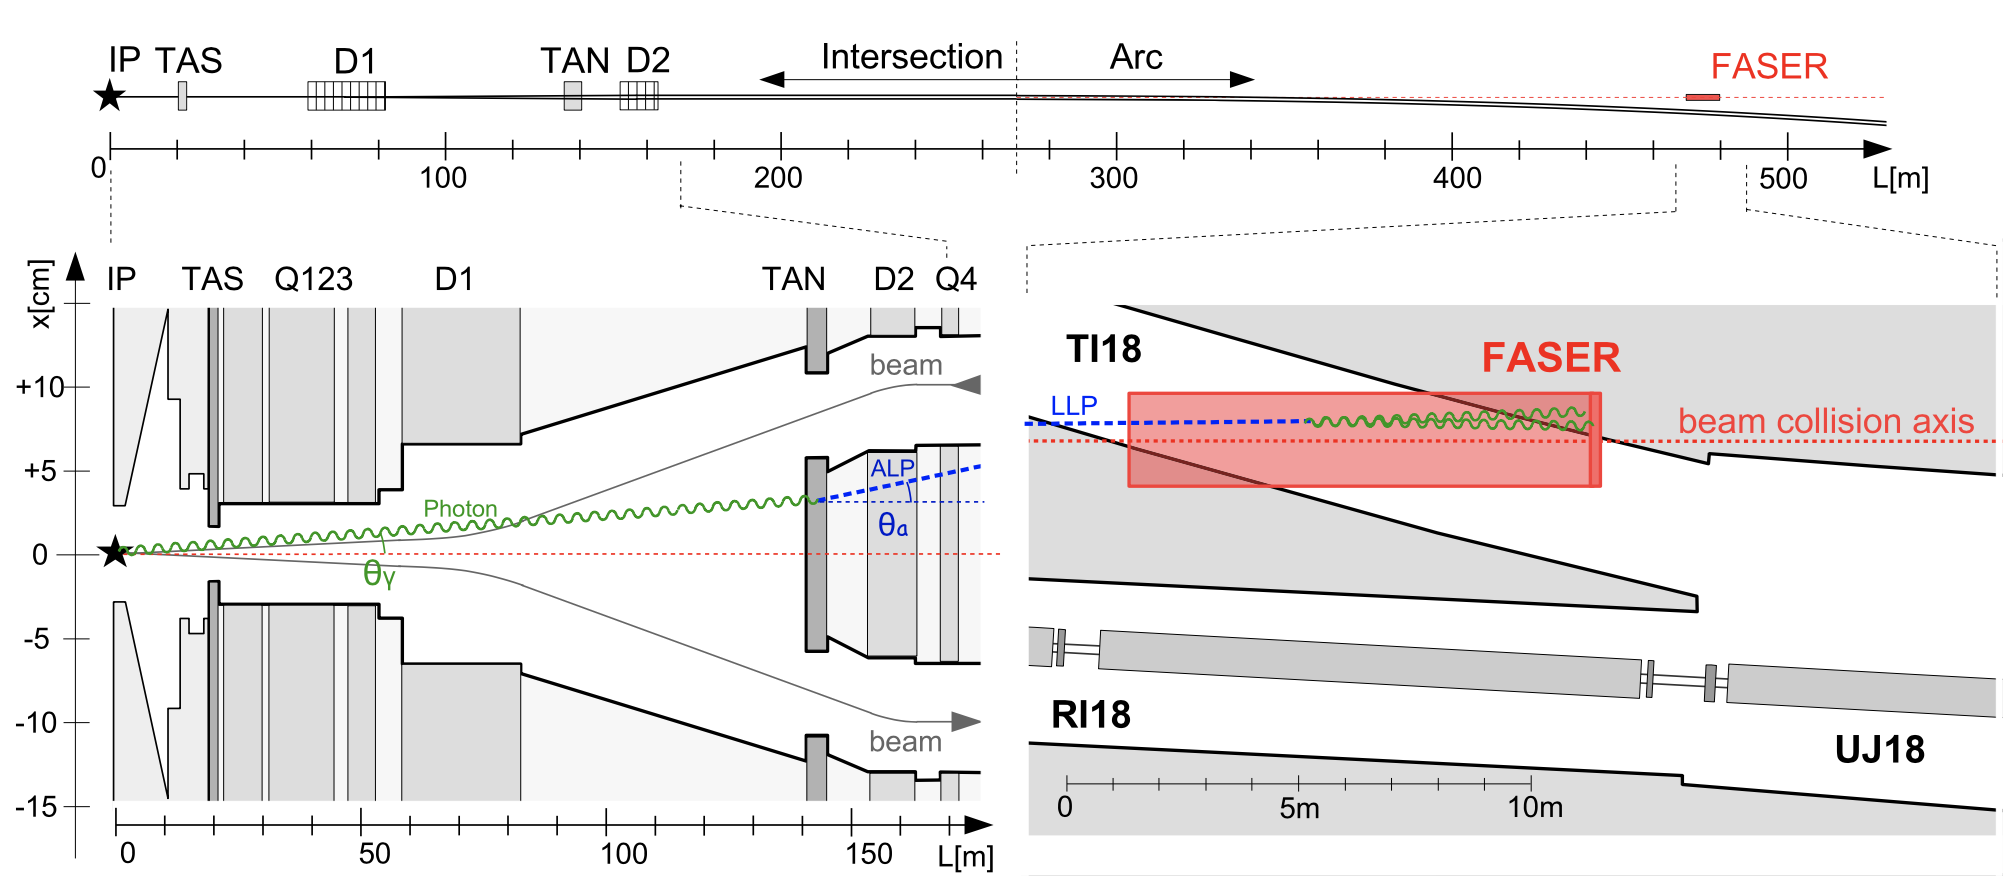 IP TAS D1 TAN D2 Intersection Arc FASER
0 100 200 300 400 500 L[m]
x[cm] IP TAS Q123 D1 TAN D2 Q4
+10
+5
0
-5
-10
-15
beam
Photon
ALP
θa
θγ
beam
0 50 100 150 L[m]
TI18
FASER
LLP
beam collision axis
RI18
UJ18
0 5m 10m